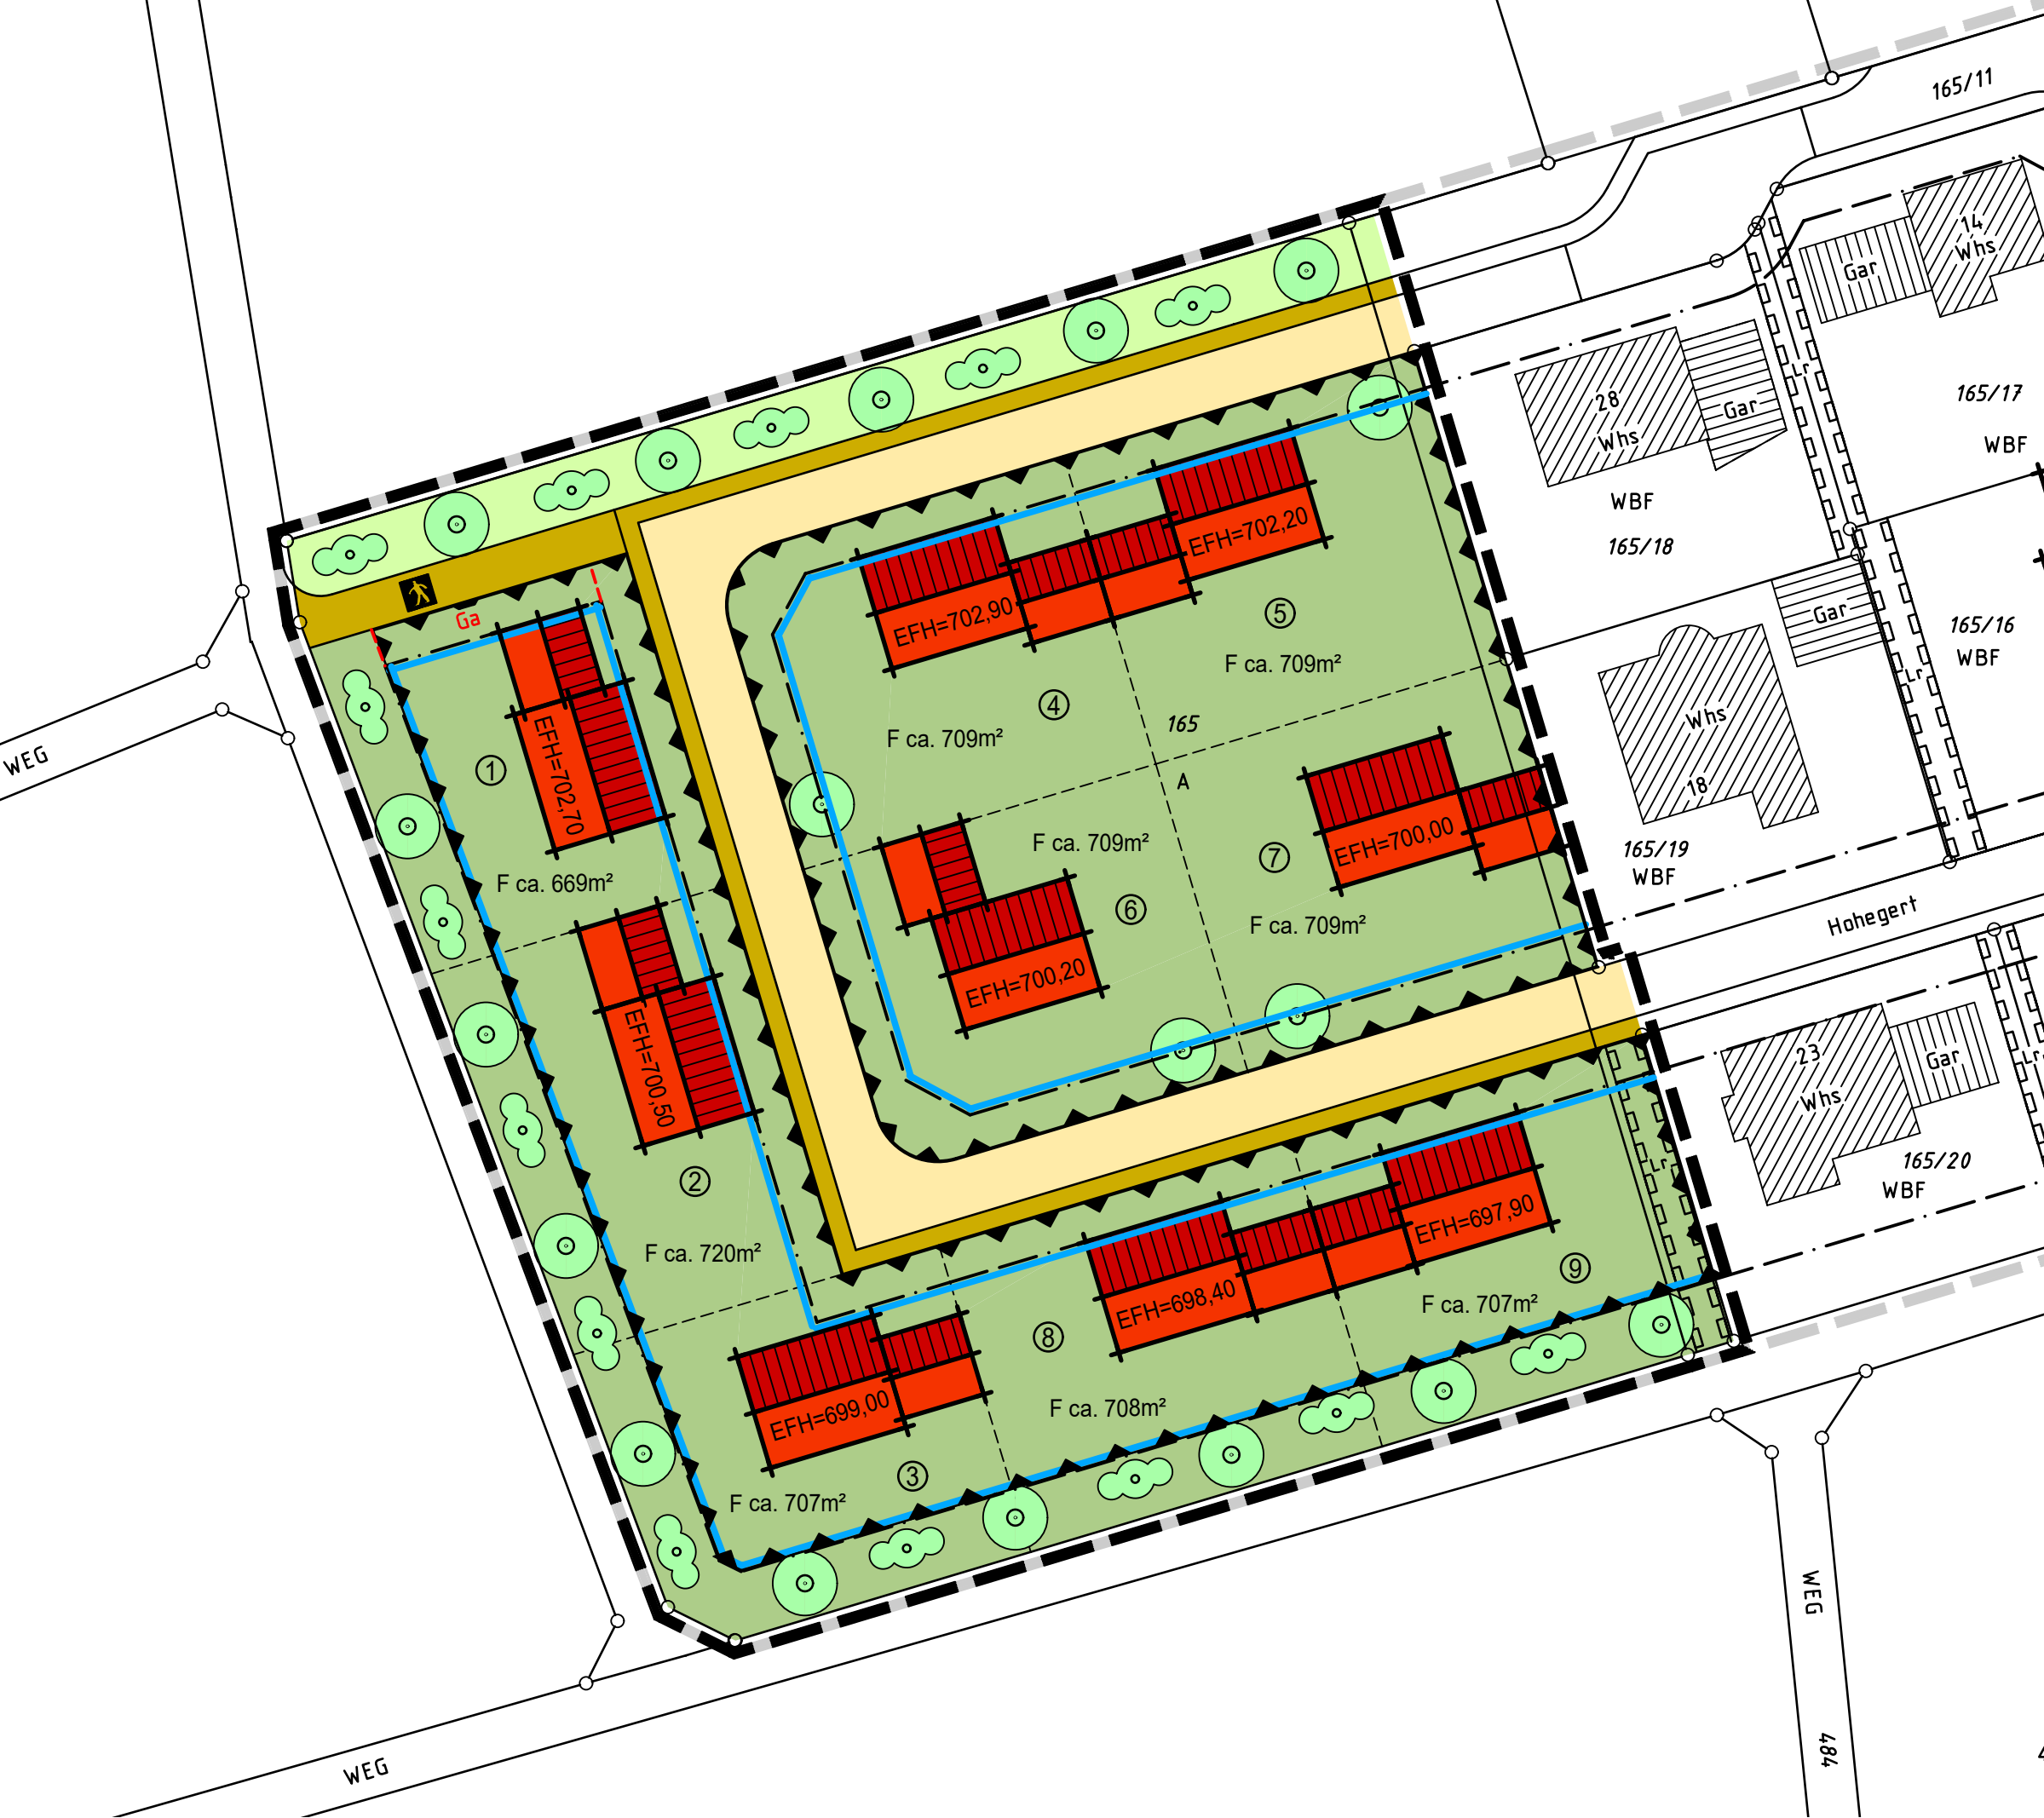 165/11
14
Whs
Gar
28
Whs
Gar
Lr
165/17
WBF
WBF
165/18
Gar
165/16
WBF
Lr
Whs
18
165/19
WBF
Hohegert
23
Whs
Gar
Lr
165/20
WBF
Lr
WEG
Ga
EFH=702,90
EFH=702,20
5
F ca. 709m²
4
F ca. 709m²
165
A
1
EFH=702,70
F ca. 669m²
F ca. 709m²
7
EFH=700,00
6
F ca. 709m²
EFH=700,20
EFH=700,50
2
F ca. 720m²
EFH=697,90
EFH=698,40
9
F ca. 707m²
8
F ca. 708m²
EFH=699,00
3
F ca. 707m²
WEG
484
WEG